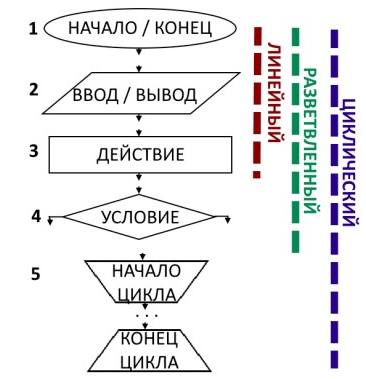 1 НАЧАЛО / КОНЕЦ
2 ВВОД / ВЫВОД
3 ДЕЙСТВИЕ
4 УСЛОВИЕ
5 НАЧАЛО
ЦИКЛА
. . .
КОНЕЦ
ЦИКЛА
ЛИНЕЙНЫЙ
РАЗВЕТВЛЕННЫЙ
ЦИКЛИЧЕСКИЙ